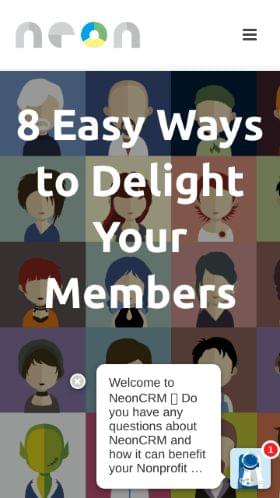 neon
8 Easy Ways
to Delight
Your
Members
Welcome to
NeonCRM ▯ Do
you have any
questions about
NeonCRM and
how it can benefit
your Nonprofit ...
1